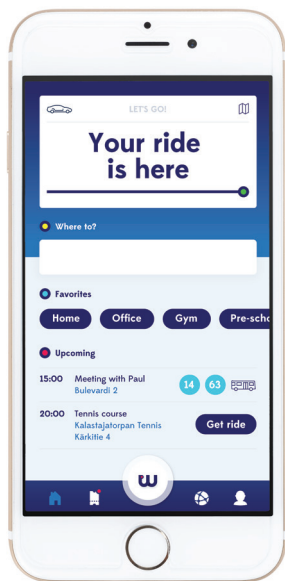 LET'S GO!
Your ride
is here
Where to?
Favorites
Home Office Gym Pre-scho
Upcoming
15:00 Meeting with Paul 14 63
Bulevardi 2
20:00 Tennis course Get ride
Kalastajatorpan Tennis
Kärkitie 4
w